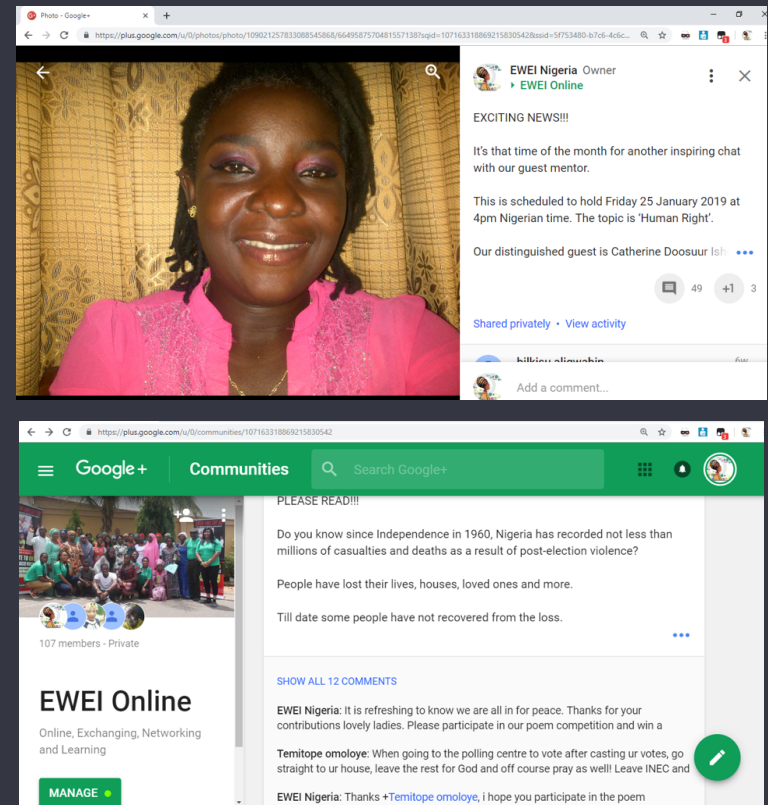 Photo - Google+
https://plus.google.com/u/0/photos/photo/109021257833088545868/6649587570481557138?sqid=107163318869215830542&ssid=5f753480-b7c6-4c6c...
EWEI Nigeria Owner
EWEI Online
EXCITING NEWS!!!
It's that time of the month for another inspiring chat
with our guest mentor.
This is scheduled to hold Friday 25 January 2019 at
4pm Nigerian time. The topic is 'Human Right'.
Our distinguished guest is Catherine Doosuur Ish
49 +1 3
Shared privately • View activity
bilkisu aliqwabin 6w
Add a comment...
https://plus.google.com/u/0/communities/107163318869215830542
Google+ Communities Search Google+
PLEASE READ!!!
Do you know since Independence in 1960, Nigeria has recorded not less than
millions of casualties and deaths as a result of post-election violence?
People have lost their lives, houses, loved ones and more.
Till date some people have not recovered from the loss.
107 members - Private
EWEI Online
Online, Exchanging, Networking
and Learning
MANAGE
SHOW ALL 12 COMMENTS
EWEI Nigeria: It is refreshing to know we are all in for peace. Thanks for your
contributions lovely ladies. Please participate in our poem competition and win a
Temitope omoloye: When going to the polling centre to vote after casting ur votes, go
straight to ur house, leave the rest for God and off course pray as well! Leave INEC and
EWEI Nigeria: Thanks +Temitope omoloye, i hope you participate in the poem